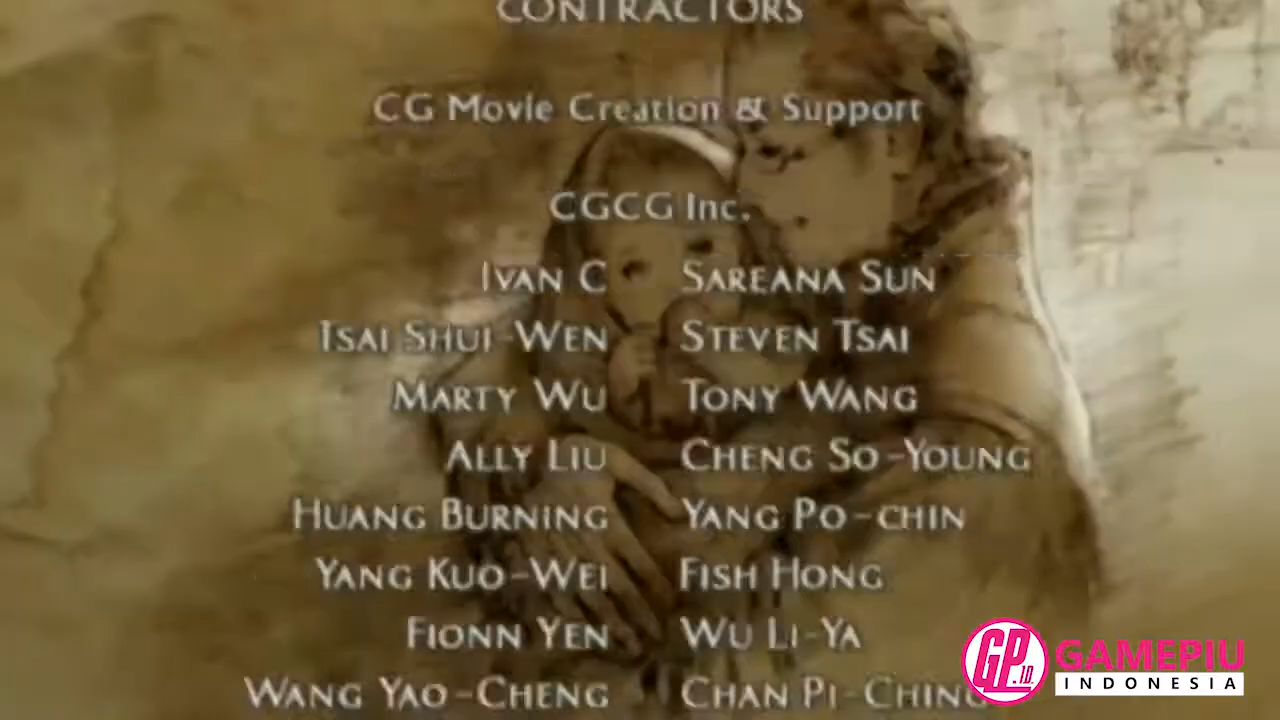 CONTRACTORS
CG Movie Creation & Support
CGCG Inc.
IVAN C SAREANA SUN
TSAI SHUI-WEN STEVEN TSAI
MARTY WU TONY WANG
ALLY LIU CHENG SO-YOUNG
HUANG BURNING YANG PO-CHIN
YANG KUO-WEI FISH HONG
FIONN YEN WU LI-YA
WANG YAO-CHENG CHAN PI-CHING
GP.ID.
GAMEPIU
INDONESIA